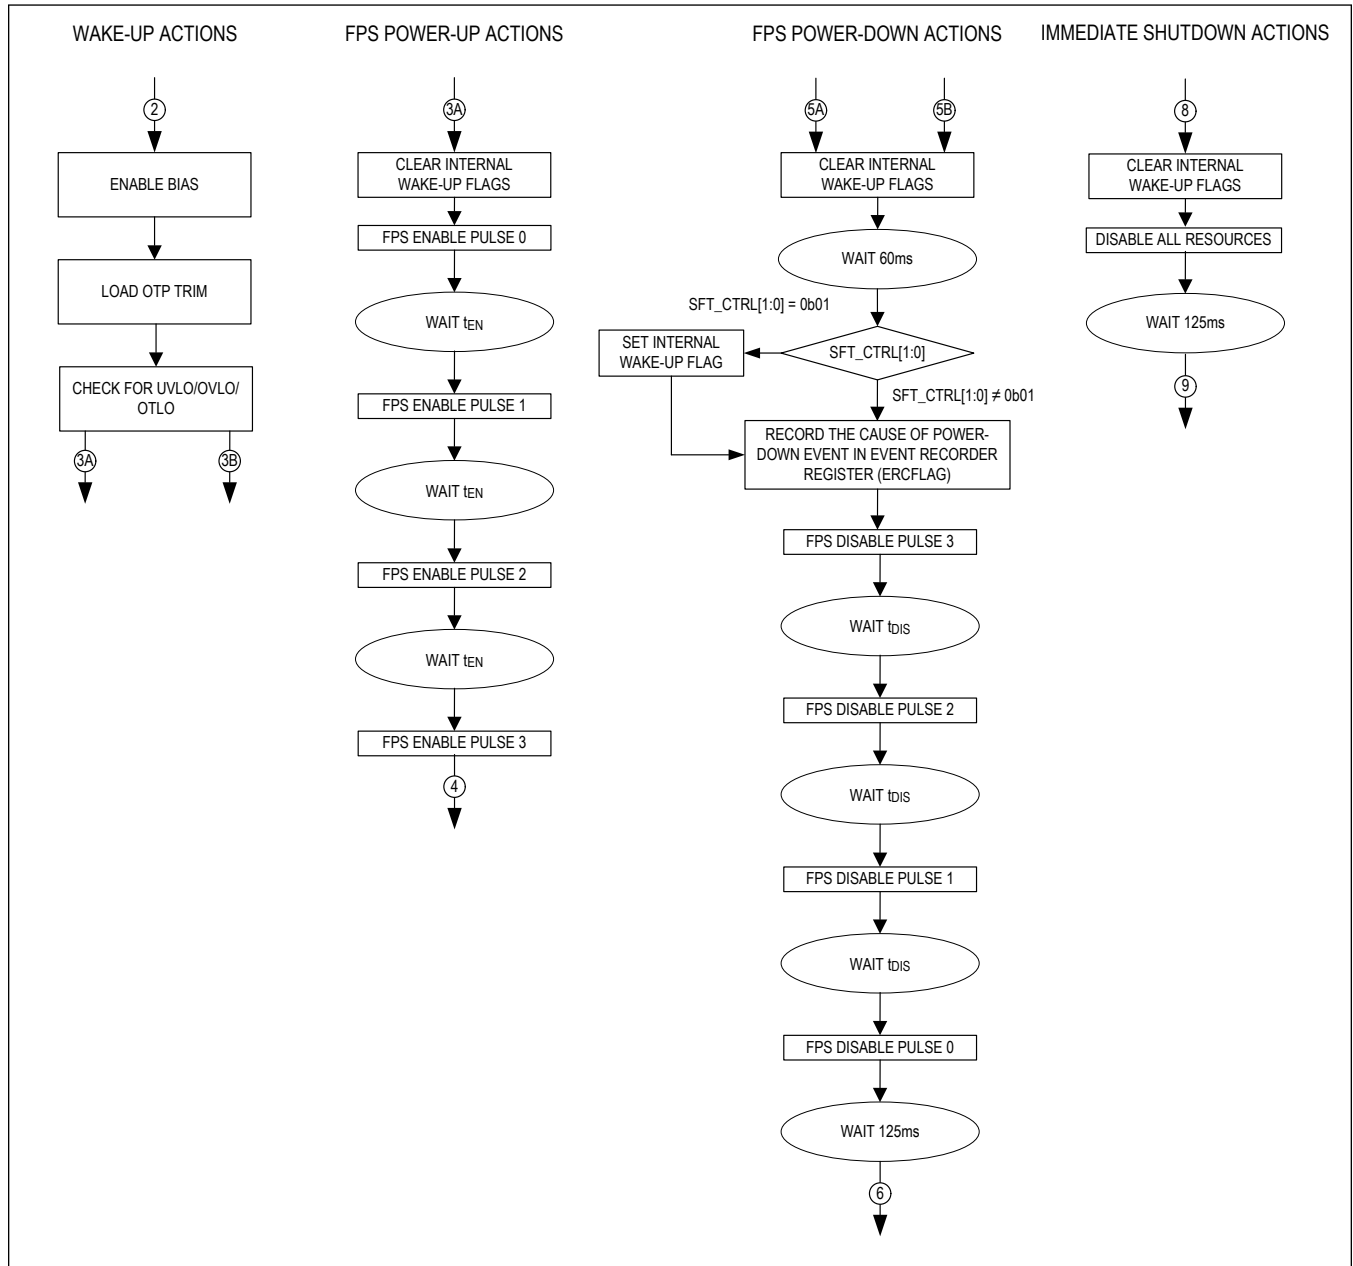 WAKE-UP ACTIONS
2
ENABLE BIAS
LOAD OTP TRIM
CHECK FOR UVLO/OVLO/
OTLO
3A
3B
FPS POWER-UP ACTIONS
3A
CLEAR INTERNAL
WAKE-UP FLAGS
FPS ENABLE PULSE 0
WAIT tEN
FPS ENABLE PULSE 1
WAIT tEN
FPS ENABLE PULSE 2
WAIT tEN
FPS ENABLE PULSE 3
4
FPS POWER-DOWN ACTIONS
5A
5B
CLEAR INTERNAL
WAKE-UP FLAGS
WAIT 60ms
SFT_CTRL[1:0] = 0b01
SET INTERNAL
WAKE-UP FLAG
SFT_CTRL[1:0]
SFT_CTRL[1:0] ≠ 0b01
RECORD THE CAUSE OF POWER-
DOWN EVENT IN EVENT RECORDER
REGISTER (ERCFLAG)
FPS DISABLE PULSE 3
WAIT tDIS
FPS DISABLE PULSE 2
WAIT tDIS
FPS DISABLE PULSE 1
WAIT tDIS
FPS DISABLE PULSE 0
WAIT 125ms
6
IMMEDIATE SHUTDOWN ACTIONS
8
CLEAR INTERNAL
WAKE-UP FLAGS
DISABLE ALL RESOURCES
WAIT 125ms
9